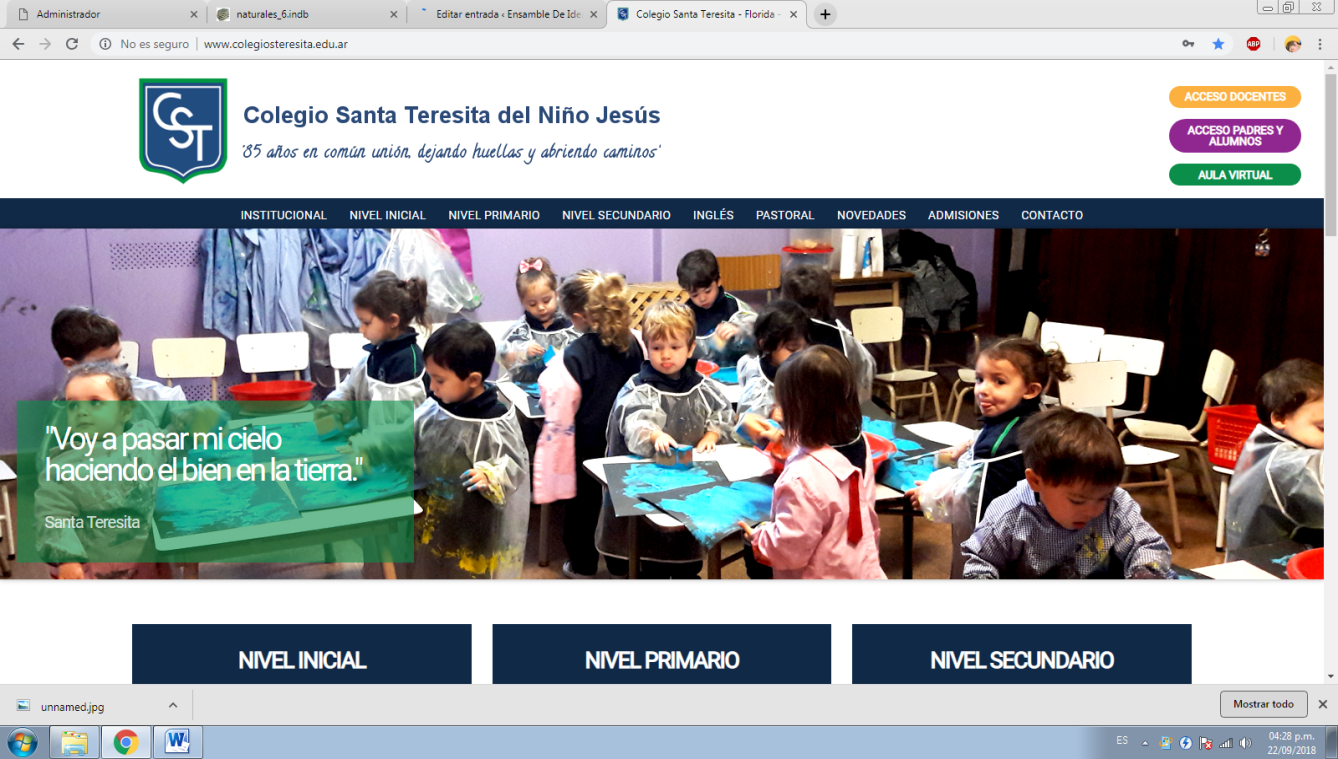 Administrador
naturales_6.indb
Editar entrada ‹ Ensamble De Ide
Colegio Santa Teresita - Florida -
No es seguro | www.colegiosteresita.edu.ar
ABP
CST
Colegio Santa Teresita del Niño Jesús
"85 años en común unión, dejando huellas y abriendo caminos"
ACCESO DOCENTES
ACCESO PADRES Y
ALUMNOS
AULA VIRTUAL
INSTITUCIONAL NIVEL INICIAL NIVEL PRIMARIO NIVEL SECUNDARIO INGLÉS PASTORAL NOVEDADES ADMISIONES CONTACTO
"Voy a pasar mi cielo
haciendo el bien en la tierra."
Santa Teresita
NIVEL INICIAL
NIVEL PRIMARIO
NIVEL SECUNDARIO
unnamed.jpg
Mostrar todo
W
ES
04:28 p.m.
22/09/2018